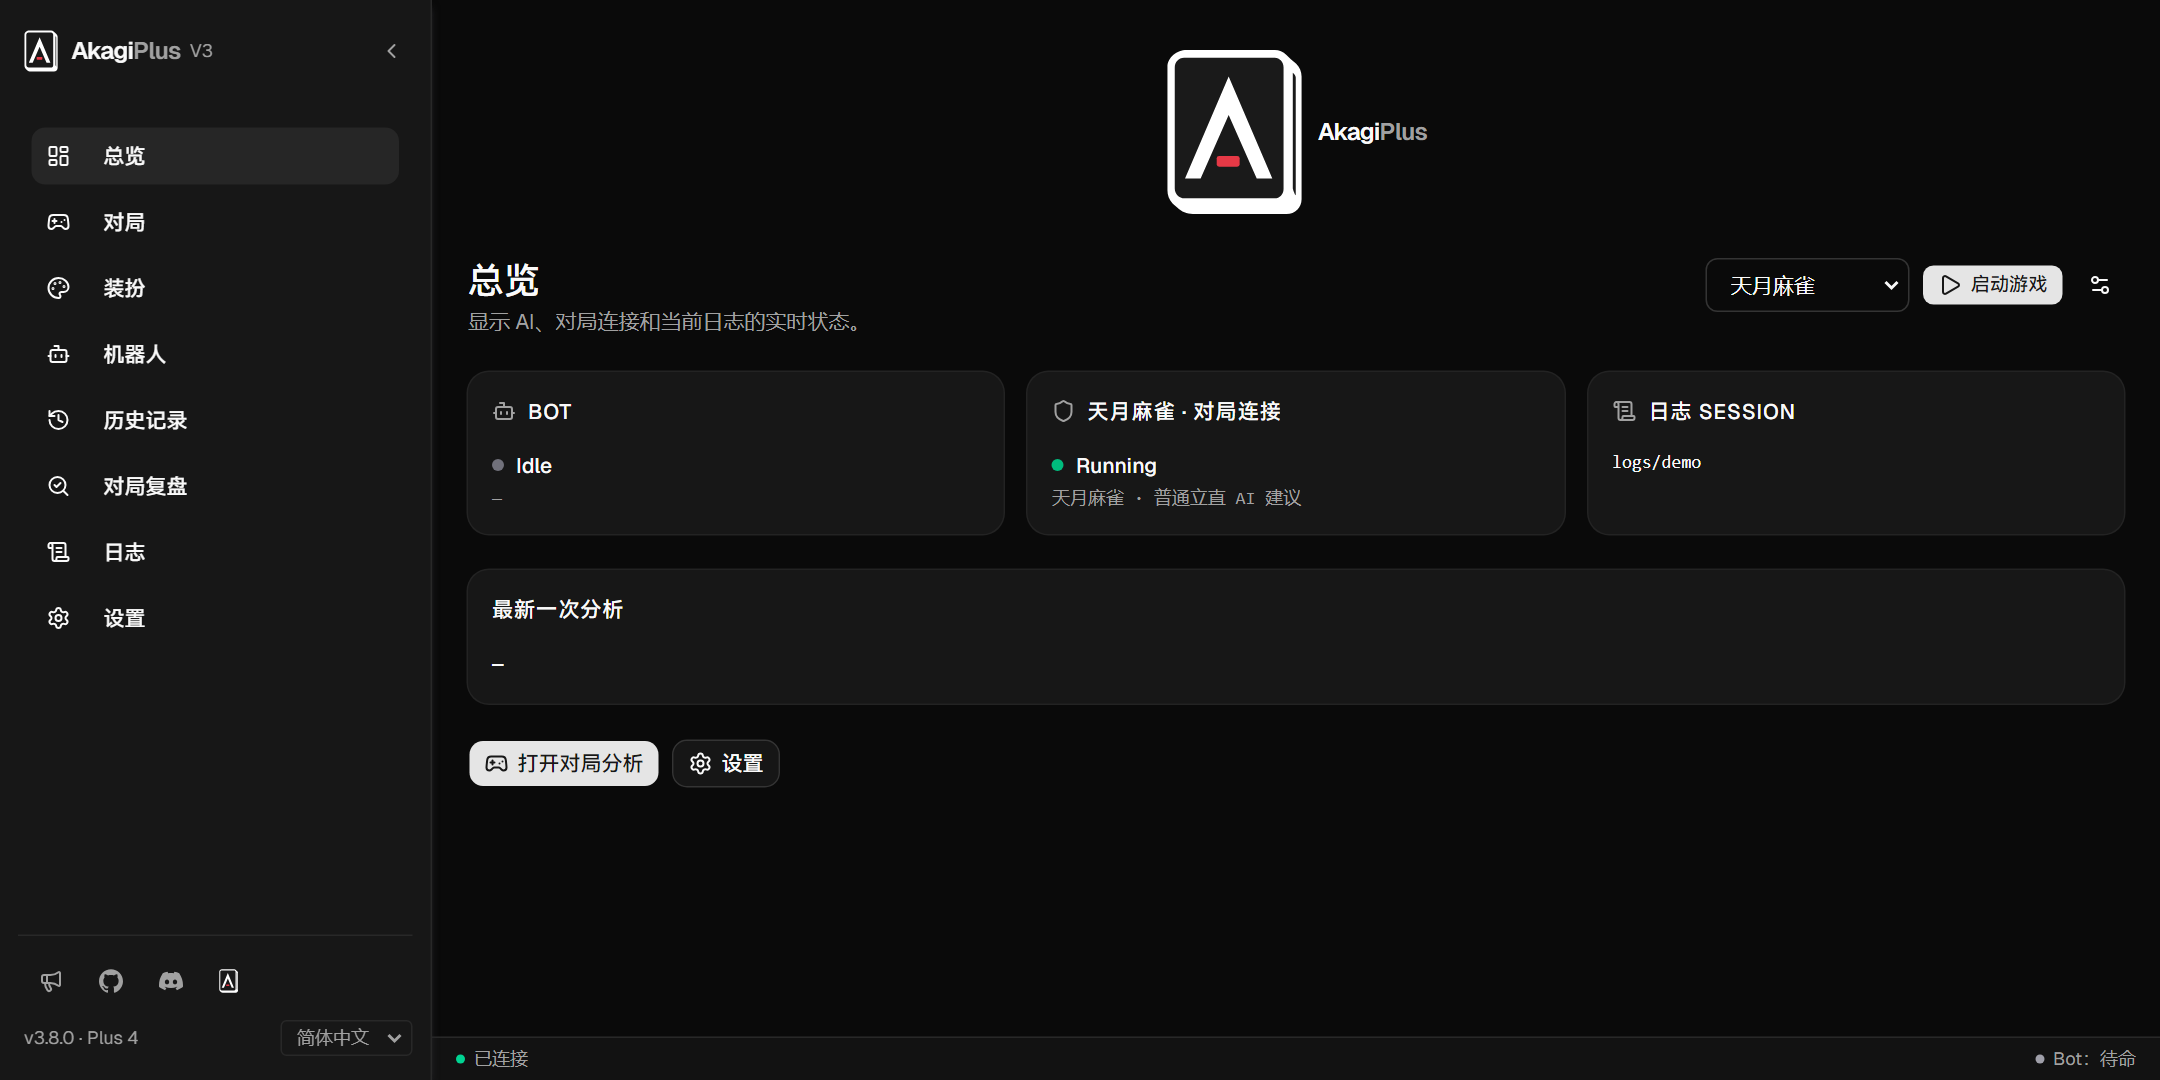 AkagiPlus V3
总览
对局
装扮
机器人
历史记录
对局复盘
日志
设置
v3.8.0 · Plus 4
简体中文
AkagiPlus
总览
显示 AI、对局连接和当前日志的实时状态。
天月麻雀
启动游戏
BOT
Idle
—
天月麻雀 · 对局连接
Running
天月麻雀 · 普通立直 AI 建议
日志 SESSION
logs/demo
最新一次分析
—
打开对局分析
设置
已连接
Bot: 待命